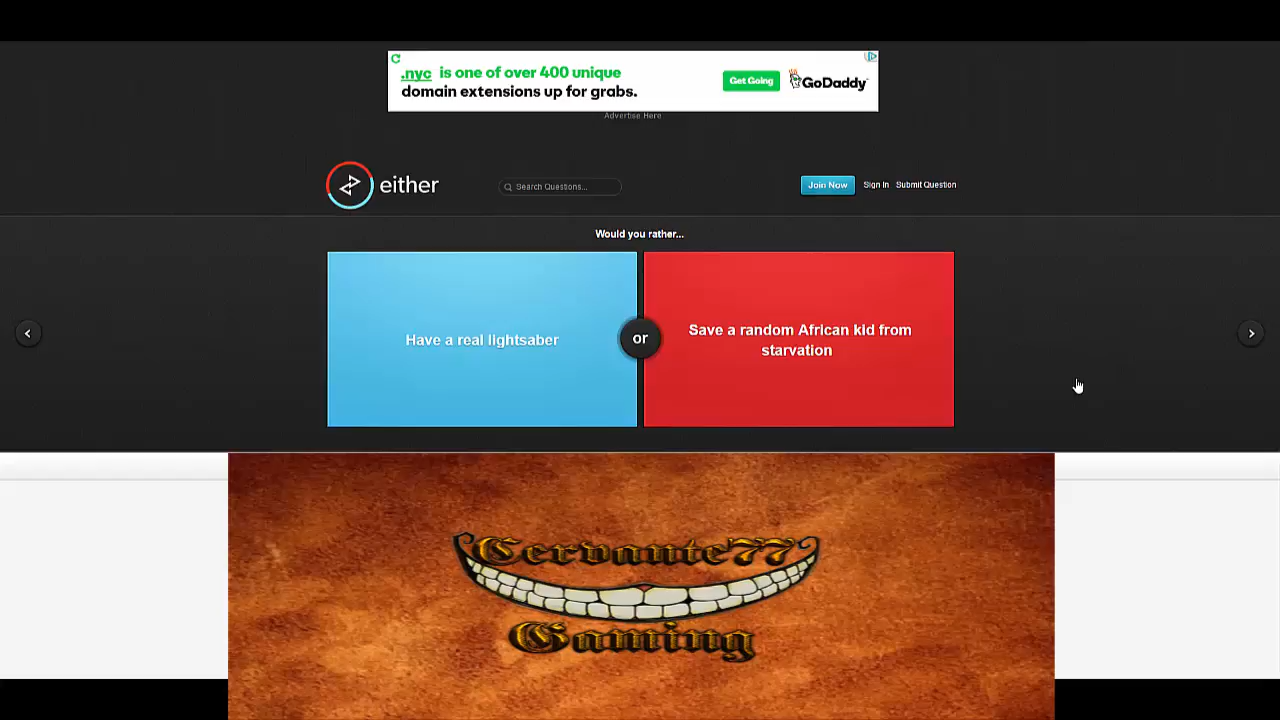 .nyc is one of over 400 unique
domain extensions up for grabs.
Get Going
GoDaddy
Advertise Here
either
Search Questions...
Join Now
Sign In
Submit Question
Would you rather...
Have a real lightsaber
or
Save a random African kid from
starvation
Cervante77
Gaming